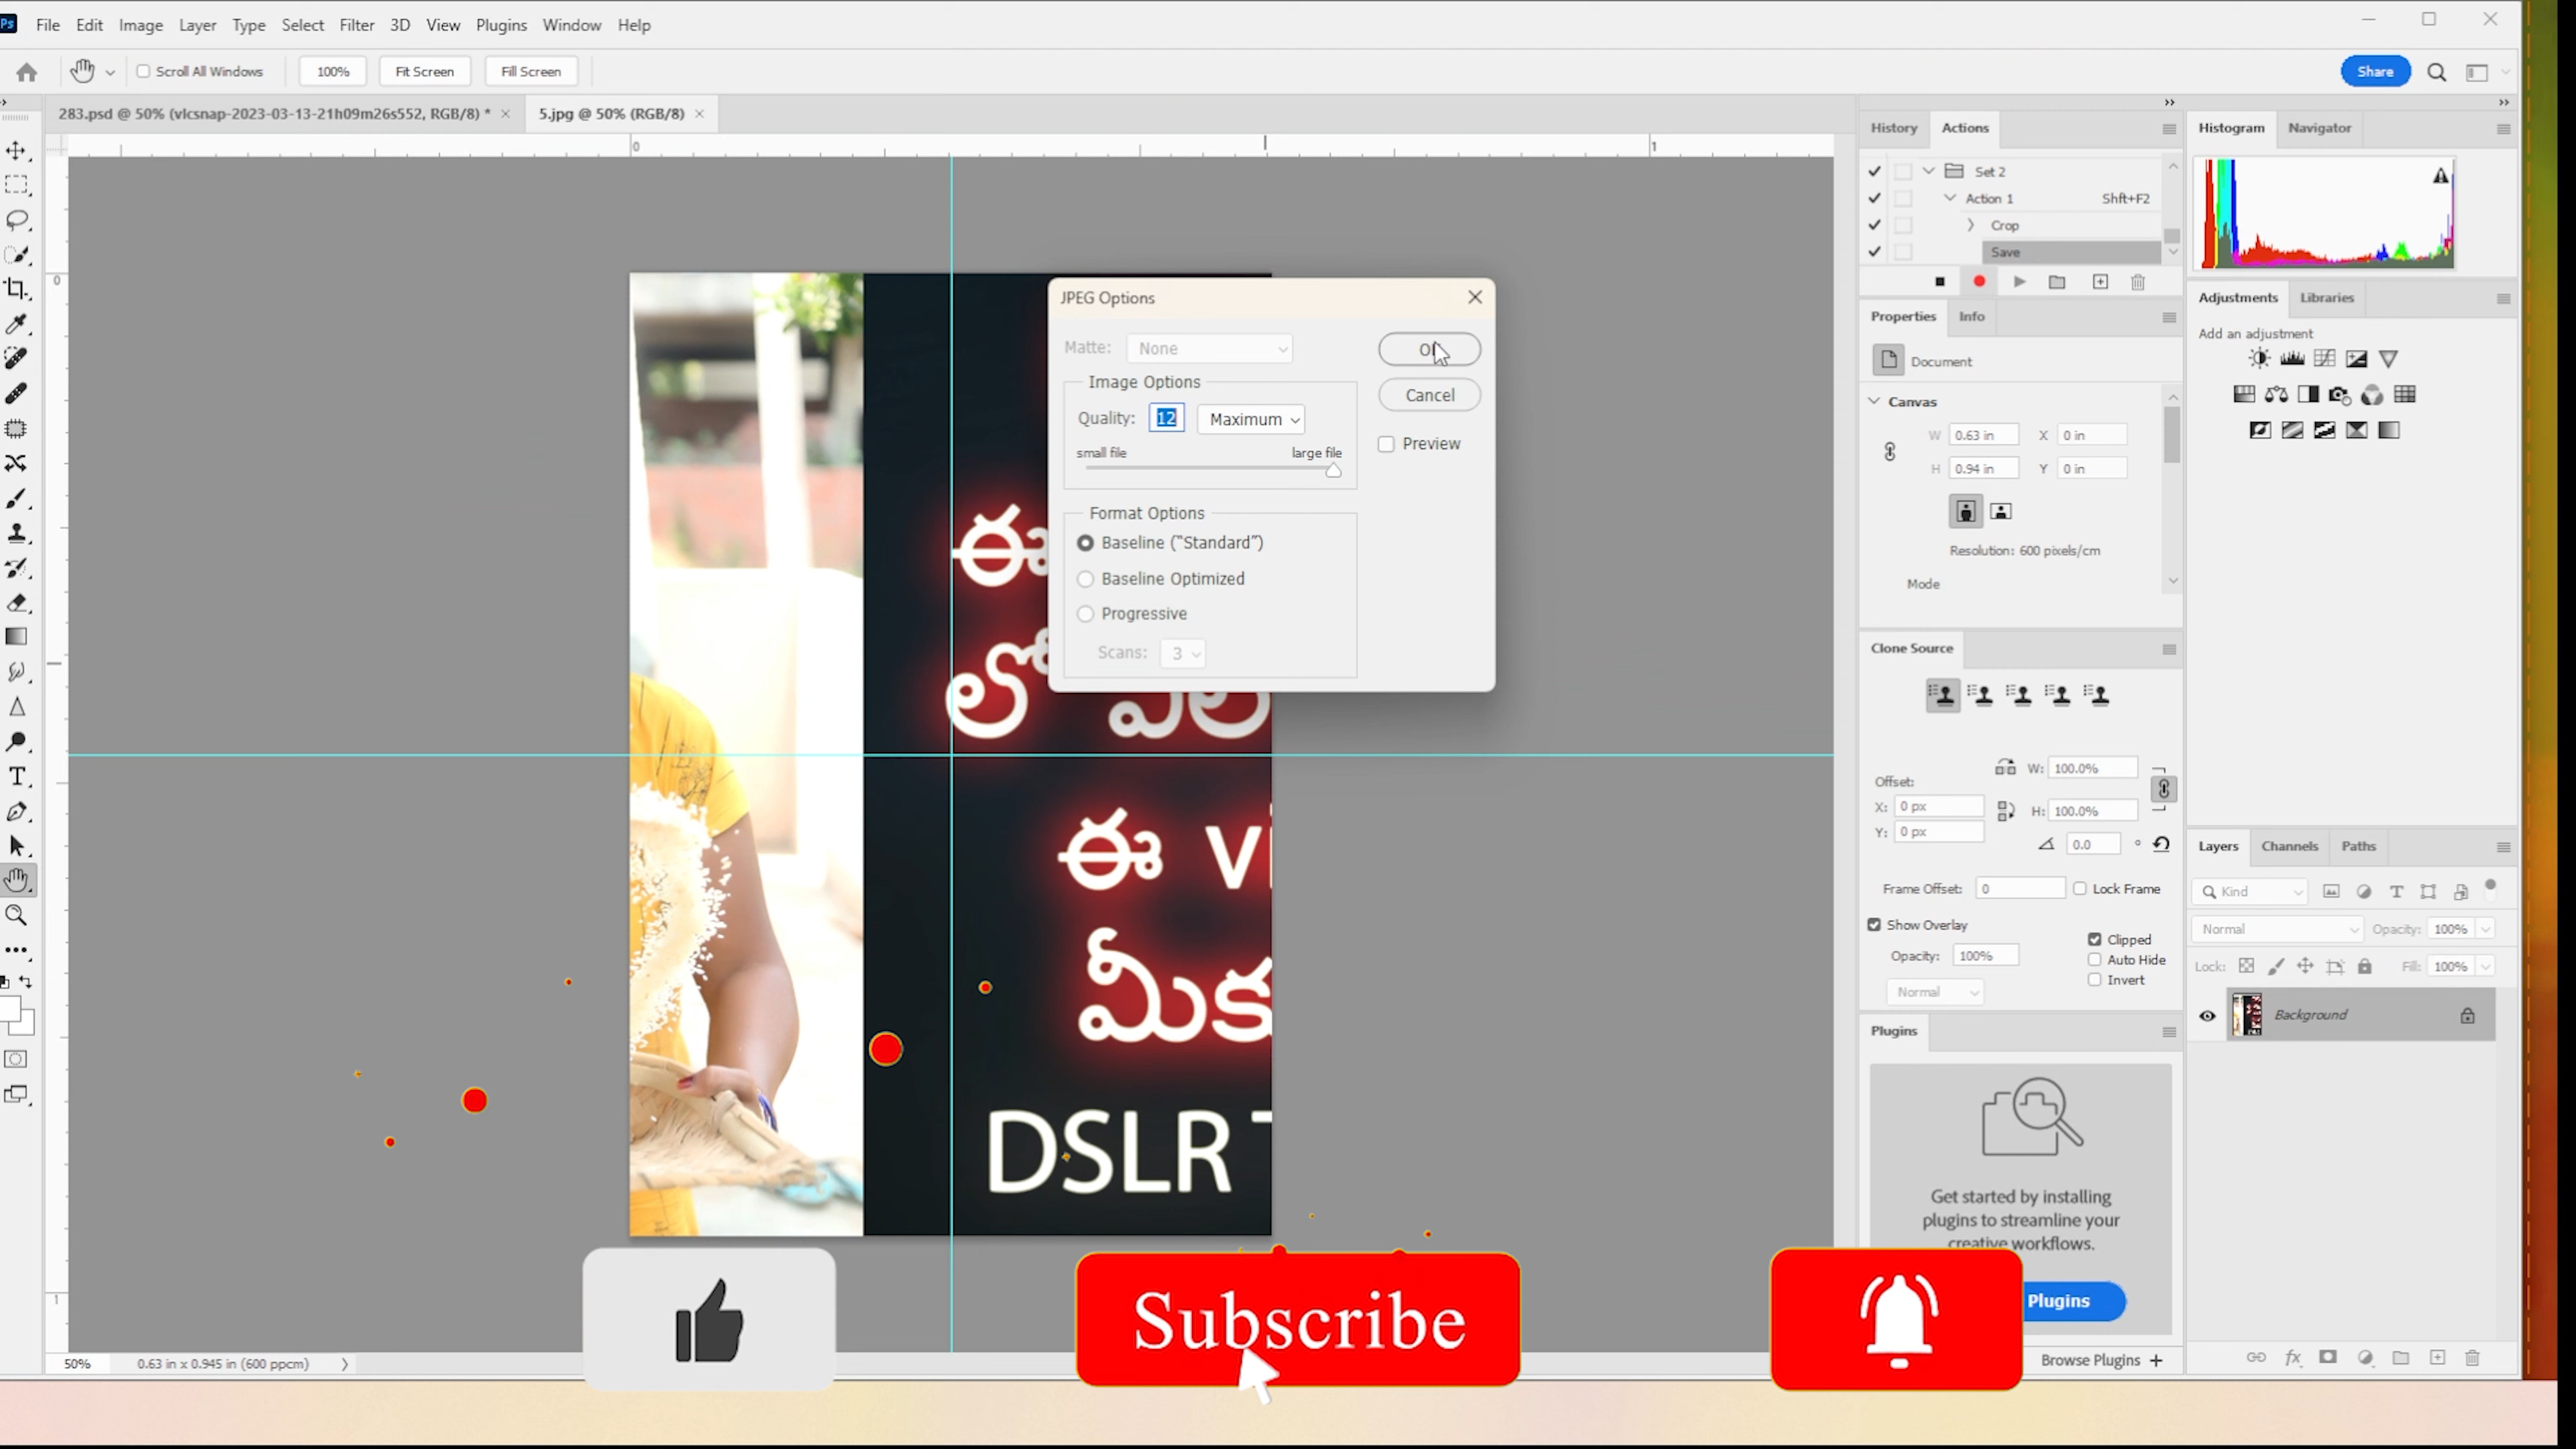 File Edit Image Layer Type Select Filter 3D View Plugins Window Help
Scroll All Windows 100% Fit Screen Fill Screen Share
283.psd @ 50% (vlcsnap-2023-03-13-21h09m26s552, RGB/8) * 5.jpg @ 50% (RGB/8)
0 1
0
1
History Actions
Set 2
Action 1 Shft+F2
Crop
Save
Histogram Navigator
Properties Info
Document
Canvas
W 0.63 in X 0 in
H 0.94 in Y 0 in
Resolution: 600 pixels/cm
Mode
Adjustments Libraries
Add an adjustment
JPEG Options
Matte: None
Cancel
Image Options
Quality: 12 Maximum
Preview
small file large file
Format Options
Baseline ("Standard")
Baseline Optimized
Progressive
Scans: 3
ఈ
ఈ
మీక
DSLR
Clone Source
W: 100.0%
Offset:
X: 0 px H: 100.0%
Y: 0 px
0.0 °
Frame Offset: 0 Lock Frame
Show Overlay
Opacity: 100%
Clipped
Auto Hide
Invert
Normal
Plugins
Get started by installing
plugins to streamline your
creative workflows.
Plugins
Browse Plugins +
Layers Channels Paths
Kind
Normal Opacity: 100%
Lock: Fill: 100%
Background
Subscribe
50% 0.63 in x 0.945 in (600 ppcm)